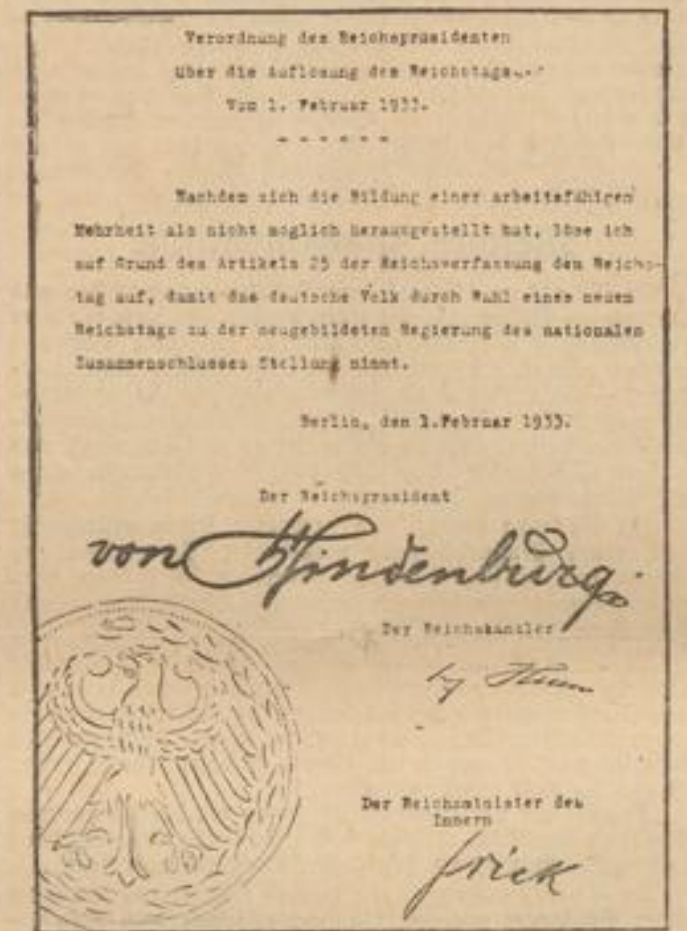 Verordnung des Reichspräsidenten
über die Auflösung des Reichstags.
Vom 1. Februar 1933.
- - - - - -
Nachdem sich die Bildung einer arbeitsfähigen
Mehrheit als nicht möglich herausgestellt hat, löse ich
auf Grund des Artikels 25 der Reichsverfassung den Reichs-
tag auf, damit das deutsche Volk durch Wahl eines neuen
Reichstags zu der neugebildeten Regierung des nationalen
Zusammenschlusses Stellung nimmt.
Berlin, den 1.Februar 1933.
Der Reichspräsident
von Hindenburg.
Der Reichskanzler
Der Reichsminister des
Innern
Frick